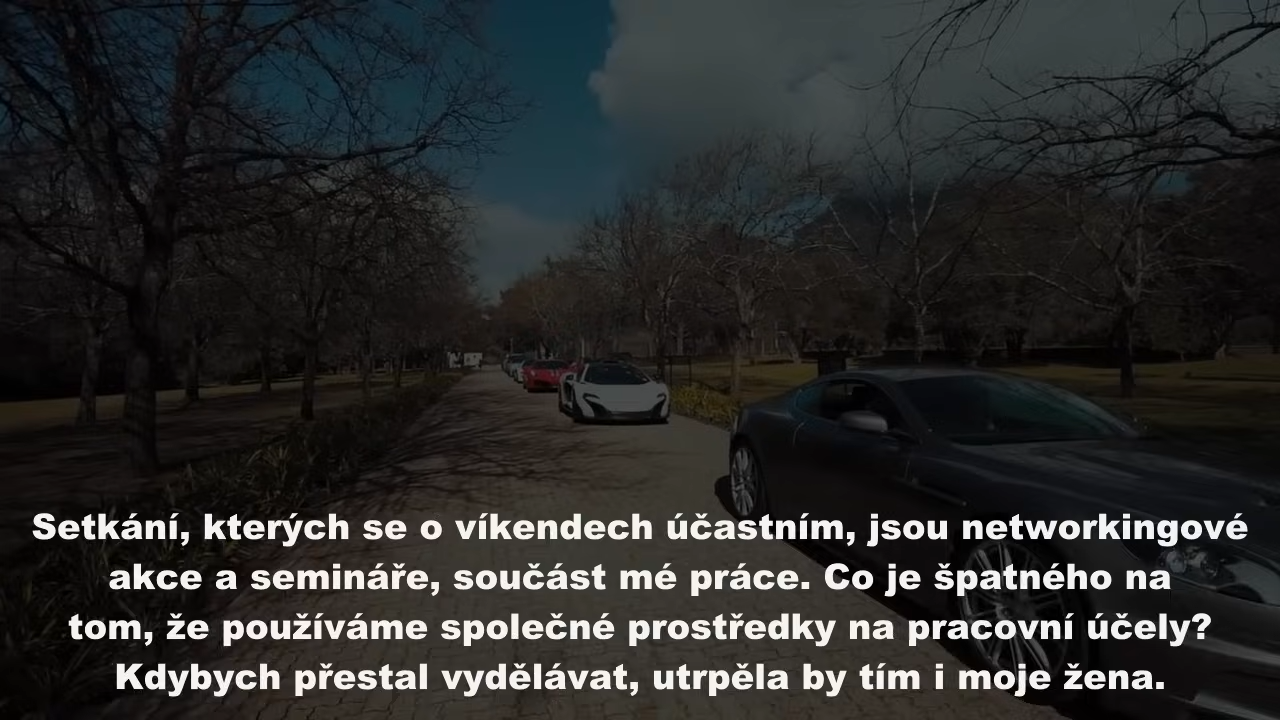 Setkání, kterých se o víkendech účastním, jsou networkingové
akce a semináře, součást mé práce. Co je špatného na
tom, že používáme společné prostředky na pracovní účely?
Kdybych přestal vydělávat, utrpěla by tím i moje žena.